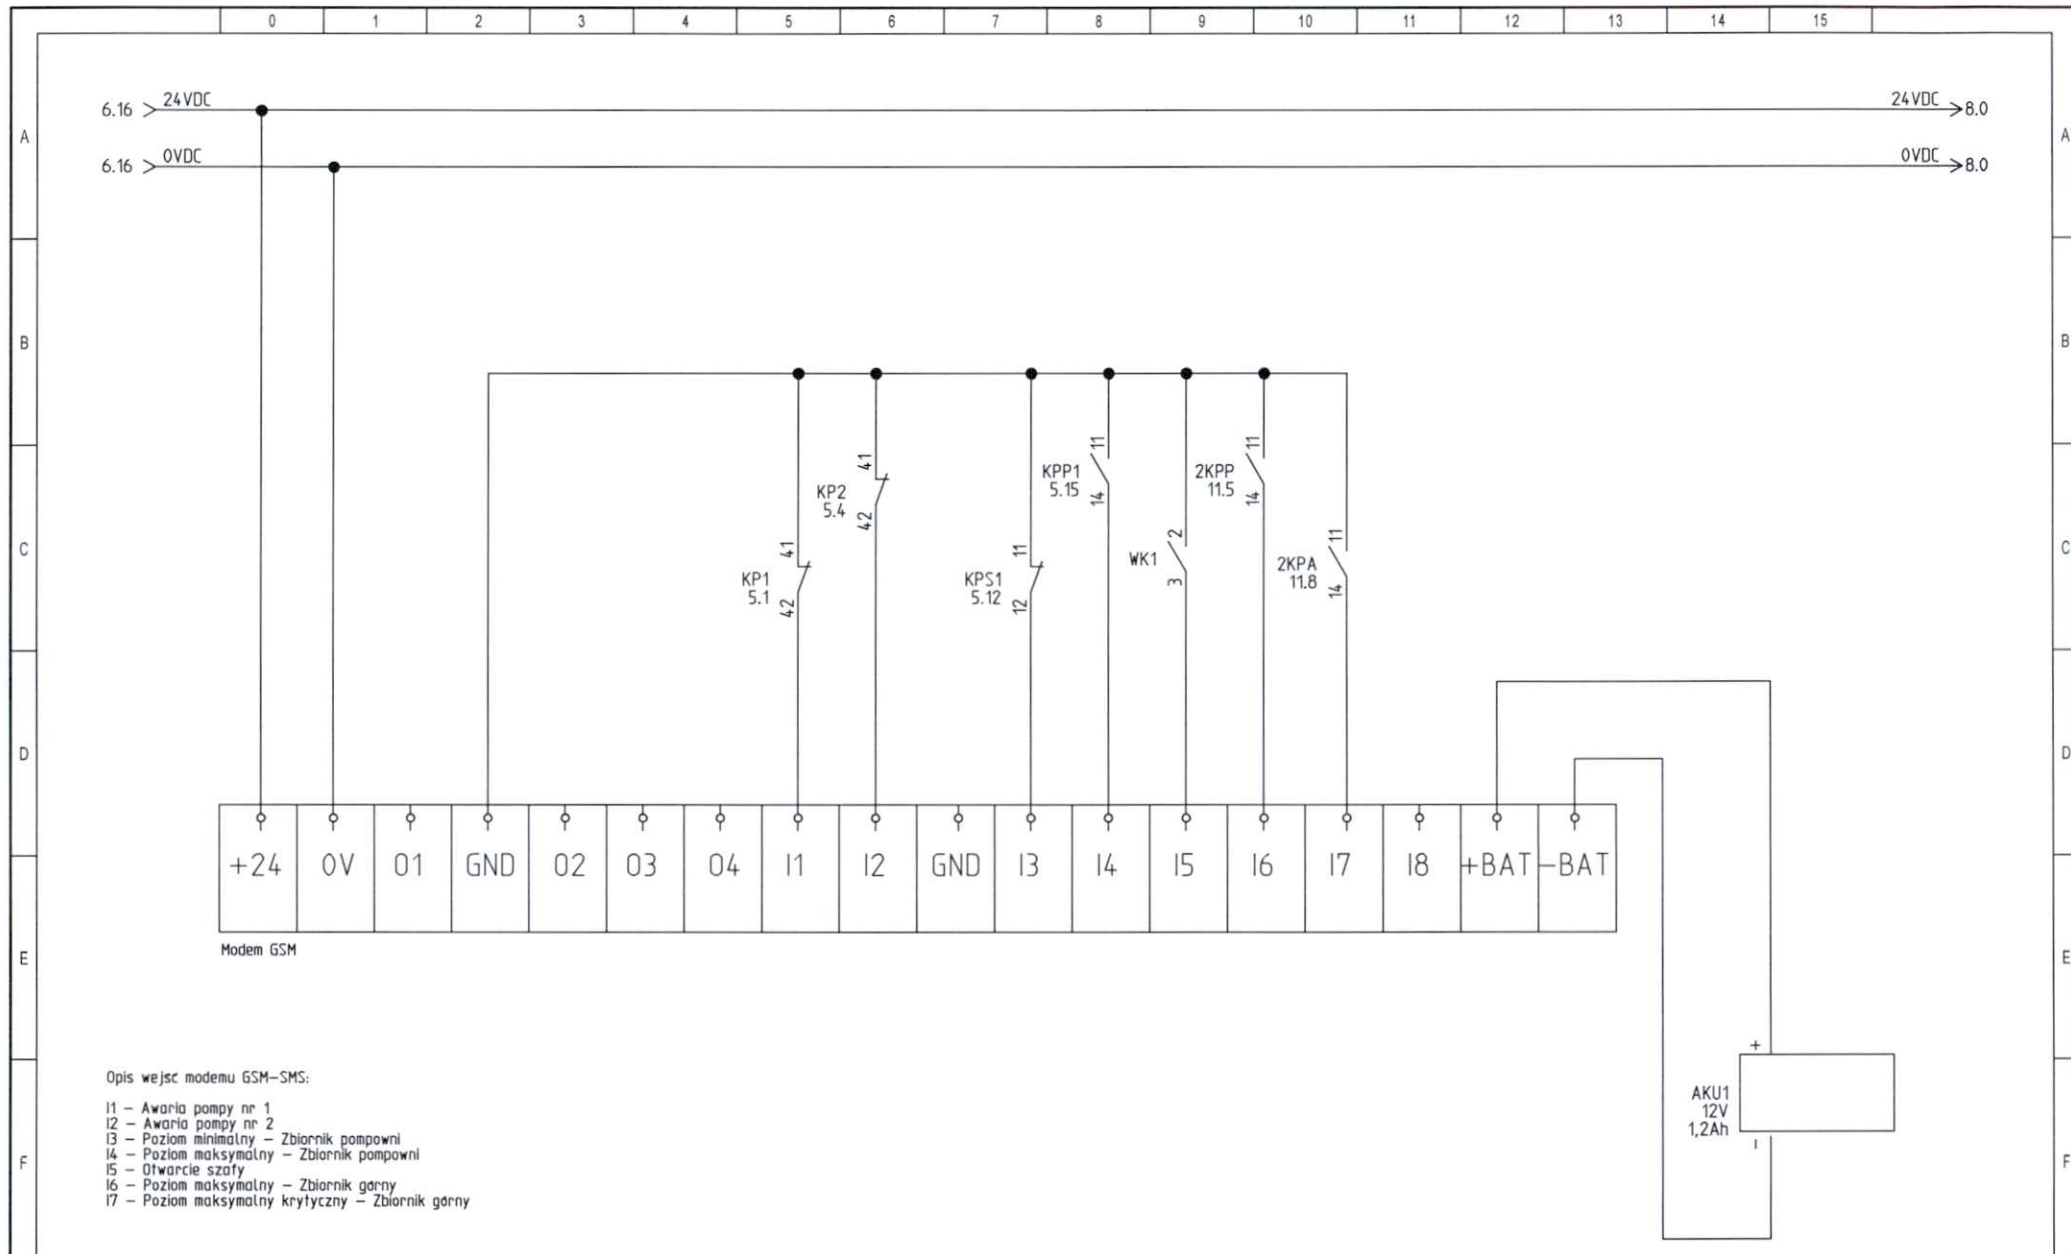 0 1 2 3 4 5 6 7 8 9 10 11 12 13 14 15
6.16 24VDC 24VDC 8.0
A A
6.16 0VDC 0VDC 8.0
B B
11 11
41 KPP1 2KPP
KP2 5.15 11.5
5.4 14 14
42
2 11
C C
41 11 WK1 2KPA
KP1 KPS1 3 11.8
5.1 5.12 14
42 12
D D
+24 0V O1 GND O2 O3 O4 I1 I2 GND I3 I4 I5 I6 I7 I8 +BAT -BAT
Modem GSM
E E
+
Opis wejsc modemu GSM-SMS:
AKU1
12V
1,2Ah
-
I1 - Awaria pompy nr 1
I2 - Awaria pompy nr 2
I3 - Poziom minimalny - Zbiornik pompowni
I4 - Poziom maksymalny - Zbiornik pompowni
I5 - Otwarcie szafy
I6 - Poziom maksymalny - Zbiornik górny
I7 - Poziom maksymalny krytyczny - Zbiornik górny
F F